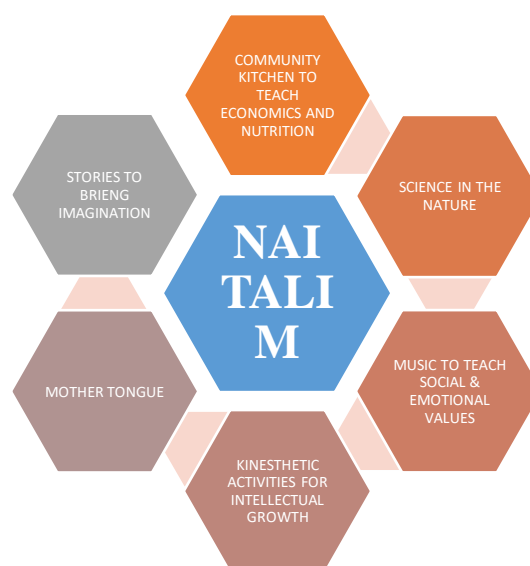 COMMUNITY
KITCHEN TO
TEACH
ECONOMICS AND
NUTRITION
STORIES TO
BRIENG
IMAGINATION
SCIENCE IN THE
NATURE
NAI
TALI
M
MOTHER TONGUE
MUSIC TO TEACH
SOCIAL &
EMOTIONAL
VALUES
KINESTHETIC
ACTIVITIES FOR
INTELLECTUAL
GROWTH